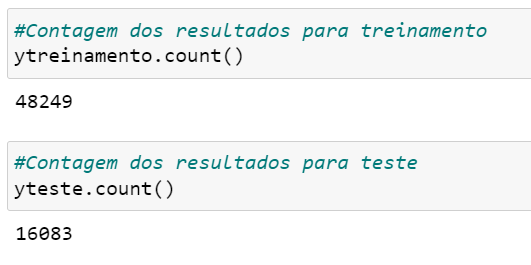 #Contagem dos resultados para treinamento
ytreinamento.count()
48249
#Contagem dos resultados para teste
yteste.count()
16083